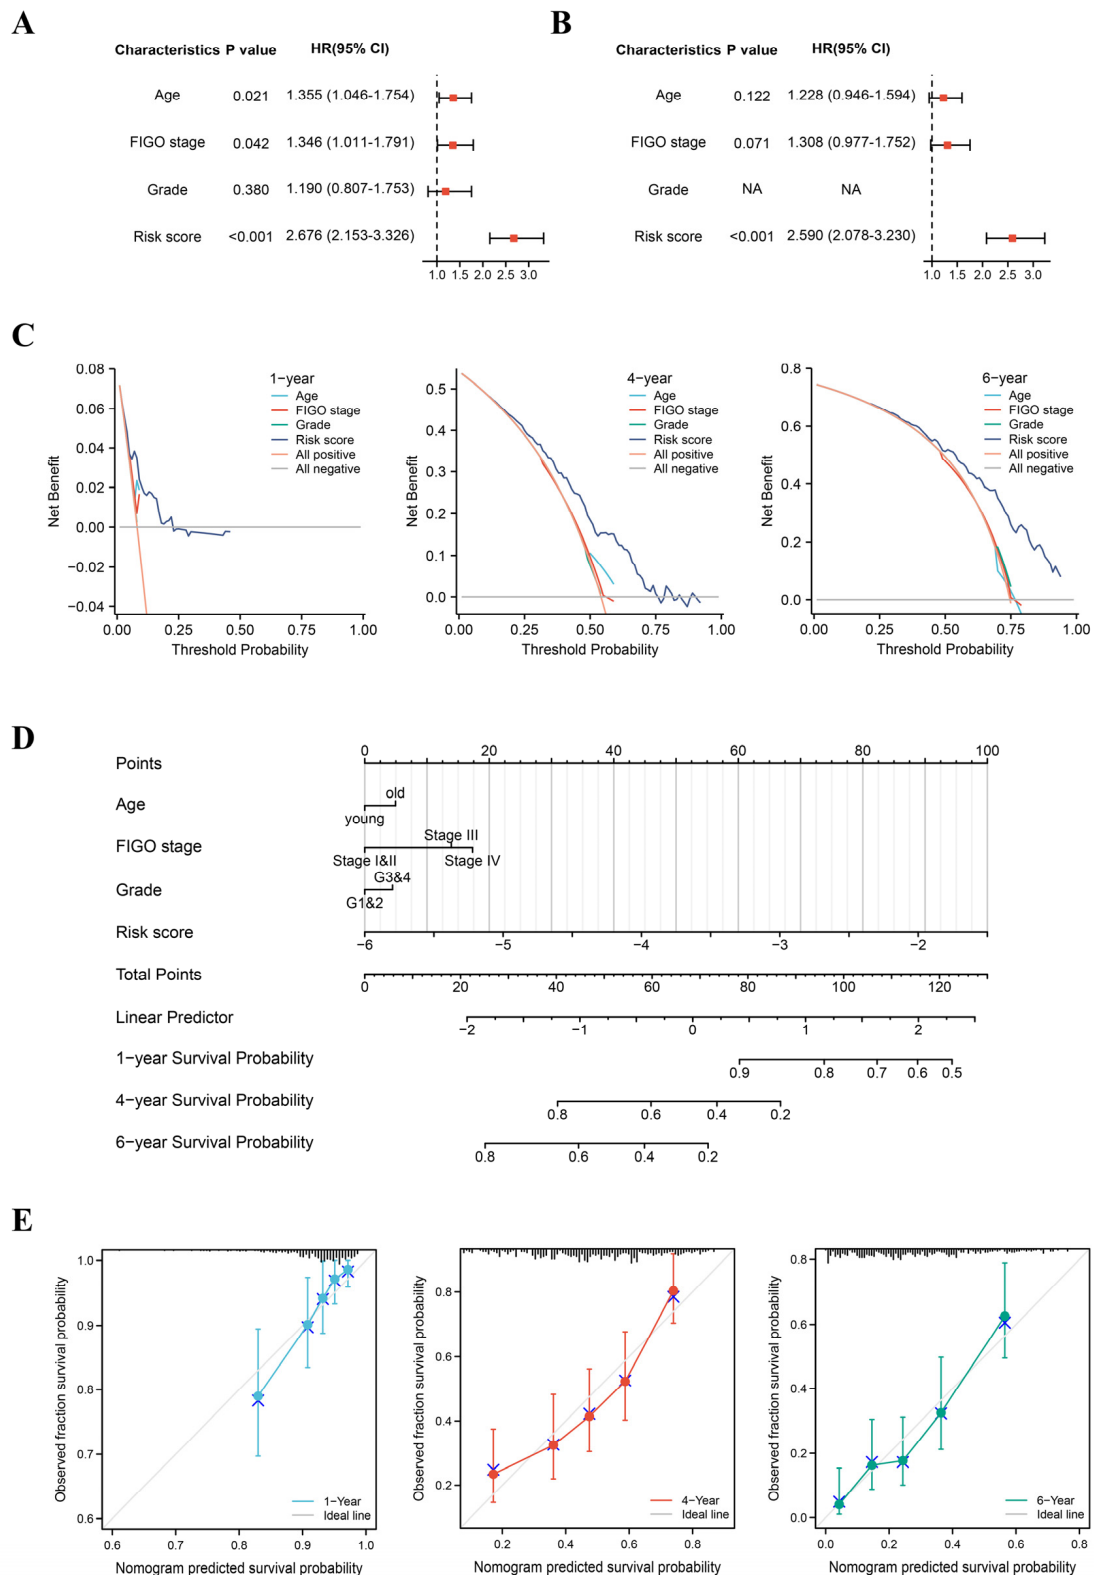 A
Characteristics P value HR(95% CI)
Age 0.021 1.355 (1.046-1.754)
FIGO stage 0.042 1.346 (1.011-1.791)
Grade 0.380 1.190 (0.807-1.753)
Risk score <0.001 2.676 (2.153-3.326)
1.0 1.5 2.0 2.5 3.0
B
Characteristics P value HR(95% CI)
Age 0.122 1.228 (0.946-1.594)
FIGO stage 0.071 1.308 (0.977-1.752)
Grade NA NA
Risk score <0.001 2.590 (2.078-3.230)
1.0 1.5 2.0 2.5 3.0
C
Net Benefit
0.08
0.06
0.04
0.02
0.00
−0.02
−0.04
1−year
Age
FIGO stage
Grade
Risk score
All positive
All negative
0.00 0.25 0.50 0.75 1.00
Threshold Probability
Net Benefit
0.5
0.4
0.3
0.2
0.1
0.0
4−year
Age
FIGO stage
Grade
Risk score
All positive
All negative
0.00 0.25 0.50 0.75 1.00
Threshold Probability
Net Benefit
0.8
0.6
0.4
0.2
0.0
6−year
Age
FIGO stage
Grade
Risk score
All positive
All negative
0.00 0.25 0.50 0.75 1.00
Threshold Probability
D
Points 0 20 40 60 80 100
old
Age
young
Stage III
FIGO stage
Stage I&II Stage IV
G3&4
Grade
G1&2
Risk score
−6 −5 −4 −3 −2
Total Points
0 20 40 60 80 100 120
Linear Predictor
−2 −1 0 1 2
1−year Survival Probability
0.9 0.8 0.7 0.6 0.5
4−year Survival Probability
0.8 0.6 0.4 0.2
6−year Survival Probability
0.8 0.6 0.4 0.2
E
Observed fraction survival probability
1.0
0.9
0.8
0.7
0.6
1−Year
Ideal line
0.6 0.7 0.8 0.9 1.0
Nomogram predicted survival probability
Observed fraction survival probability
0.8
0.6
0.4
0.2
4−Year
Ideal line
0.2 0.4 0.6 0.8
Nomogram predicted survival probability
Observed fraction survival probability
0.8
0.6
0.4
0.2
0.0
6−Year
Ideal line
0.0 0.2 0.4 0.6 0.8
Nomogram predicted survival probability